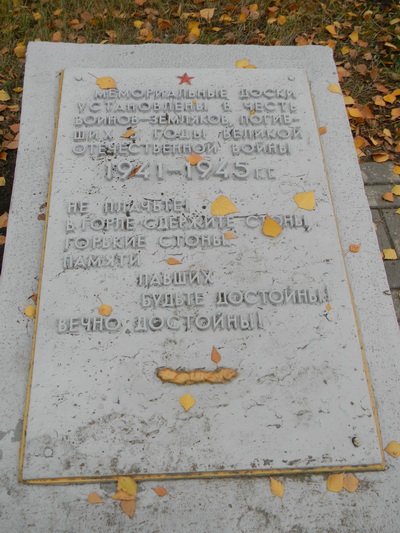 МЕМОРИАЛЬНЫЕ ДОСКИ
УСТАНОВЛЕНЫ В ЧЕСТЬ
ВОИНОВ-ЗЕМЛЯКОВ, ПОГИБ-
ШИХ В ГОДЫ ВЕЛИКОЙ
ОТЕЧЕСТВЕННОЙ ВОЙНЫ
1941-1945 г.г.
НЕ ПЛАЧЬТЕ!
В ГОРЛЕ СДЕРЖИТЕ СТОНЫ,
ГОРЬКИЕ СТОНЫ.
ПАМЯТИ
ПАВШИХ
БУДЬТЕ ДОСТОЙНЫ!
ВЕЧНО ДОСТОЙНЫ!